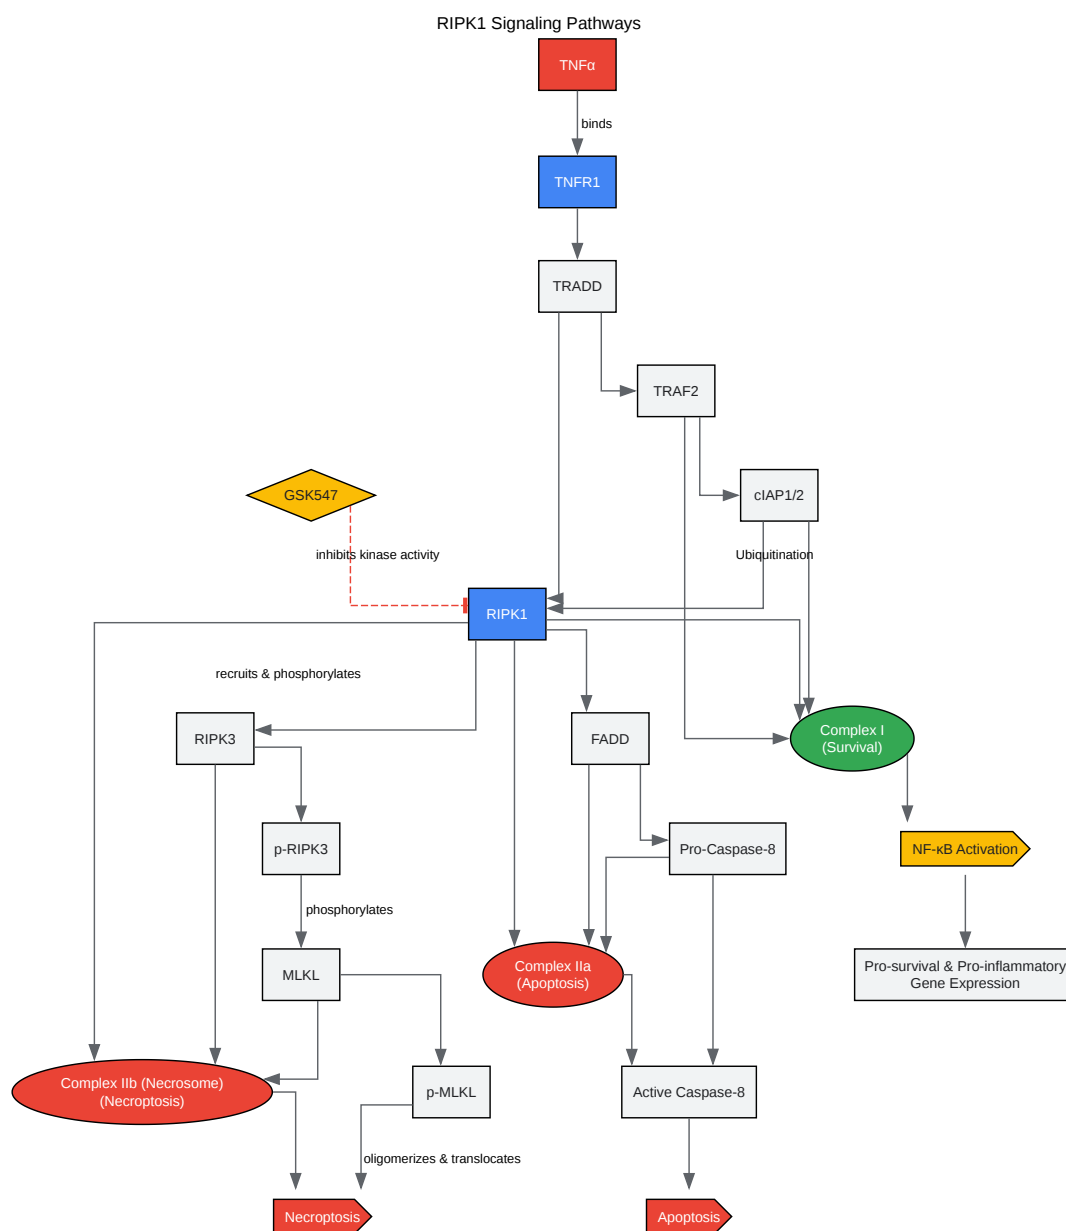 RIPK1 Signaling Pathways
TNFα
binds
TNFR1
TRADD
TRAF2
GSK547
cIAP1/2
inhibits kinase activity
Ubiquitination
RIPK1
recruits & phosphorylates
RIPK3
FADD
Complex I
(Survival)
p-RIPK3
Pro-Caspase-8
NF-κB Activation
phosphorylates
MLKL
Complex IIa
(Apoptosis)
Pro-survival & Pro-inflammatory
Gene Expression
Complex IIb (Necrosome)
(Necroptosis)
p-MLKL
Active Caspase-8
oligomerizes & translocates
Necroptosis
Apoptosis